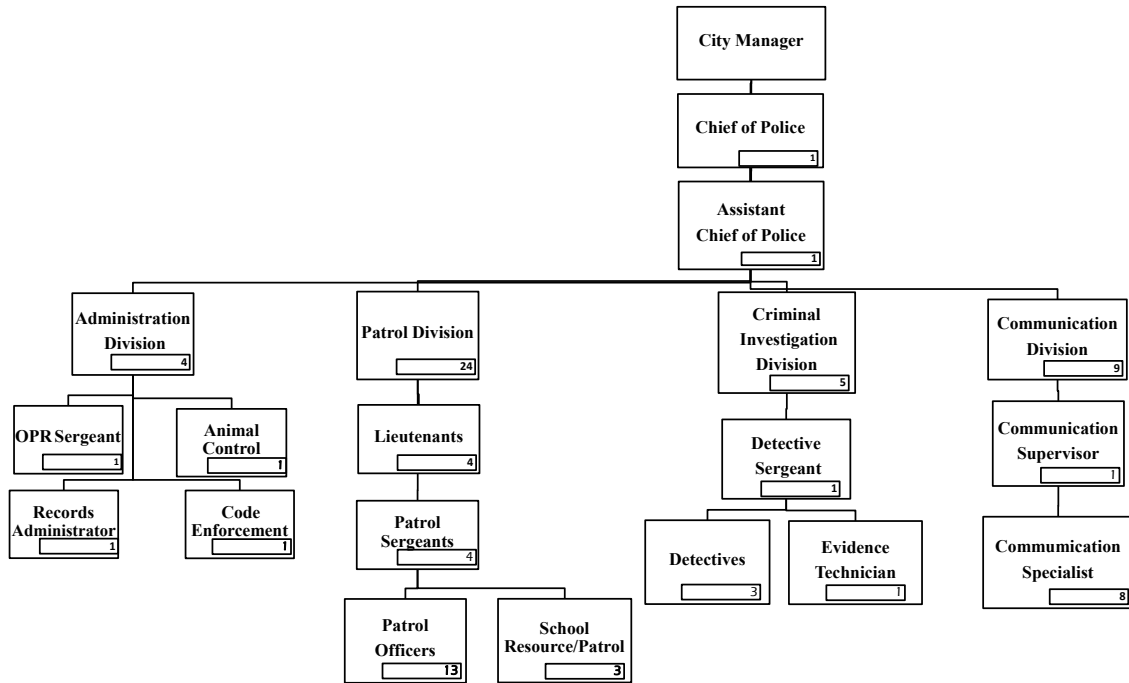 City Manager
Chief of Police
1
Assistant
Chief of Police
1
Administration
Division
4
Patrol Division
24
Criminal
Investigation
Division
5
Communication
Division
9
OPR Sergeant
1
Animal
Control
1
Records
Administrator
1
Code
Enforcement
1
Lieutenants
4
Patrol
Sergeants
4
Patrol
Officers
13
School
Resource/Patrol
3
Detective
Sergeant
1
Detectives
3
Evidence
Technician
1
Communication
Supervisor
1
Commumication
Specialist
8